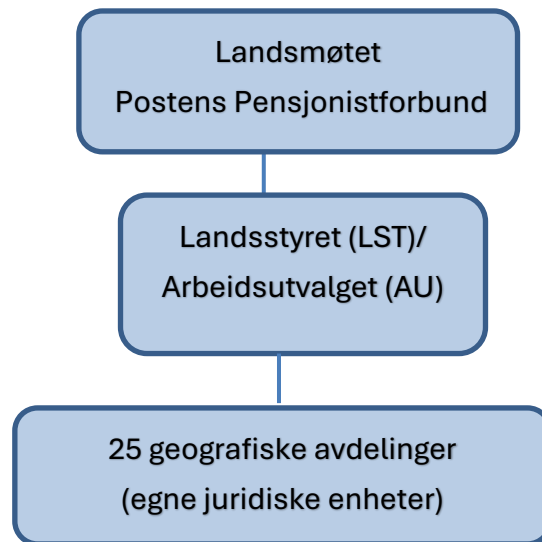 Landsmøtet
Postens Pensjonistforbund
Landsstyret (LST)/
Arbeidsutvalget (AU)
25 geografiske avdelinger
(egne juridiske enheter)